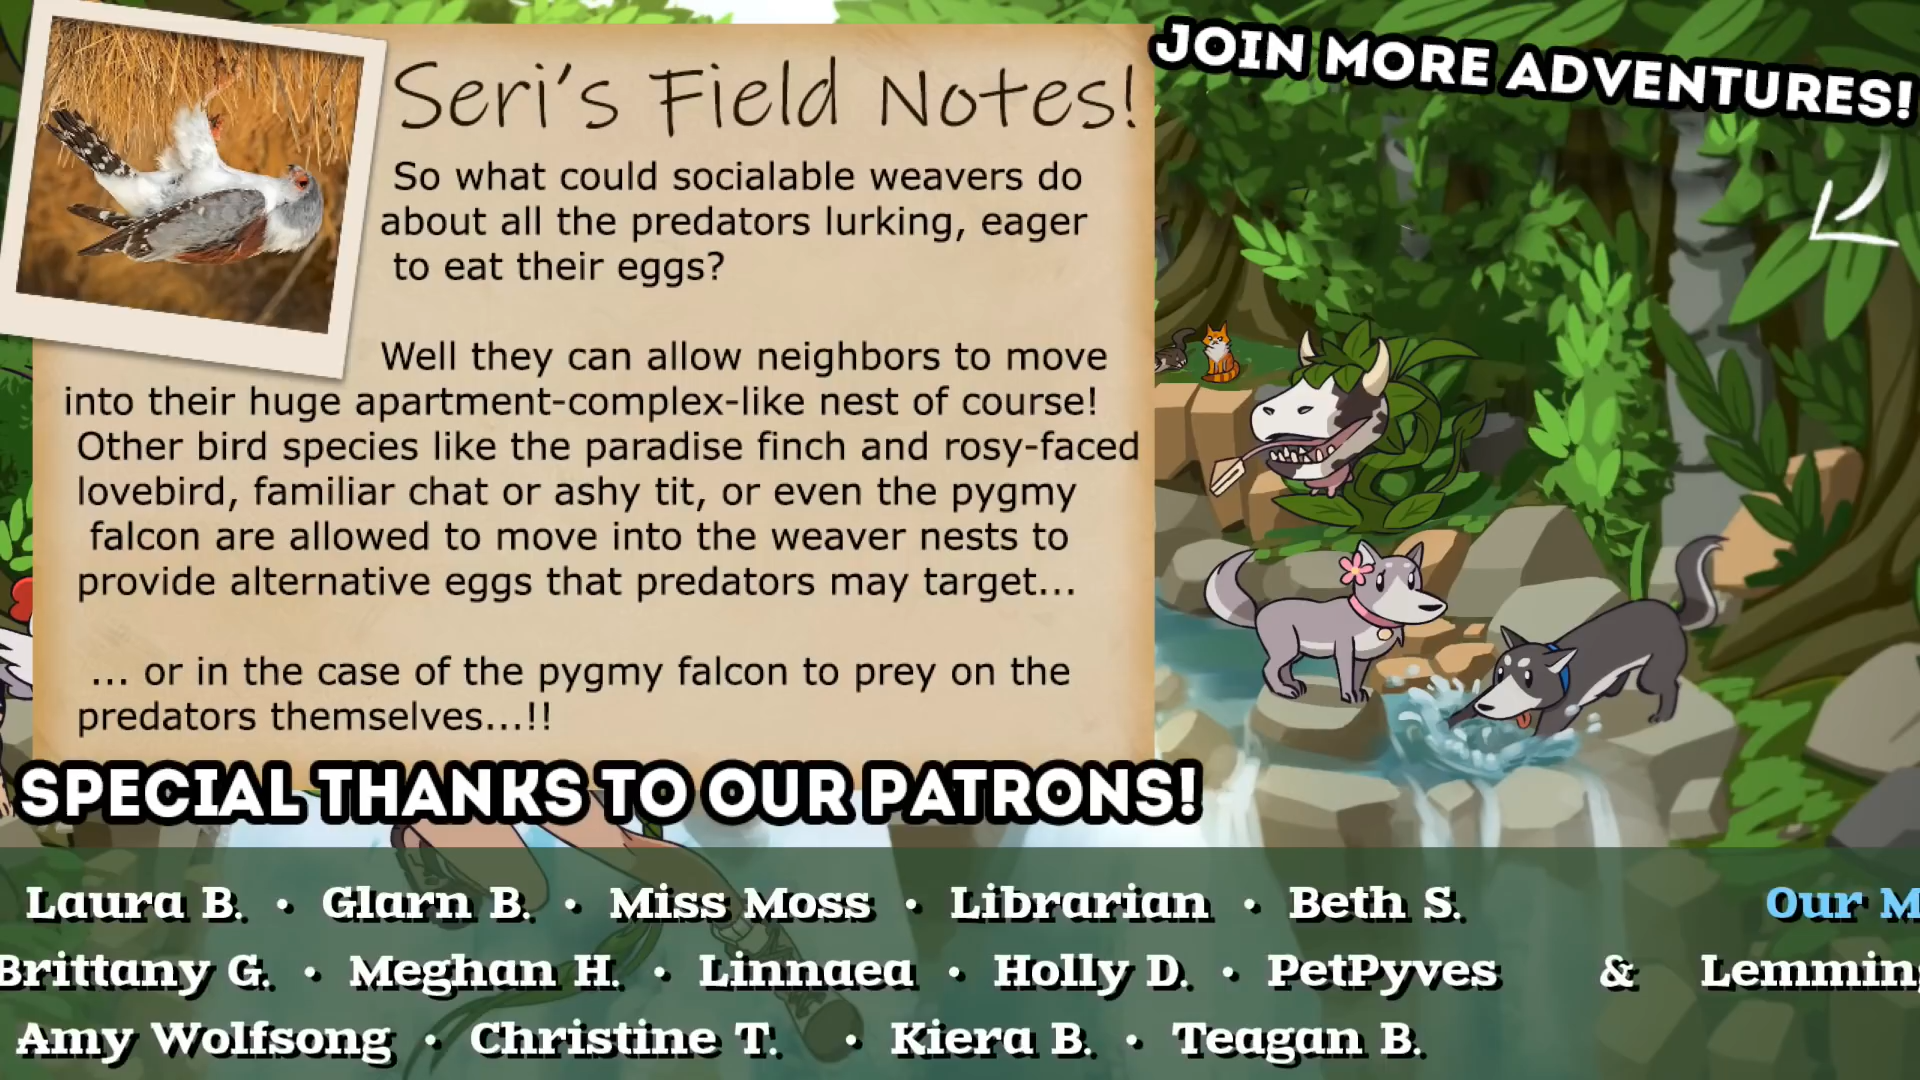 Seri's Field Notes!
So what could socialable weavers do
about all the predators lurking, eager
to eat their eggs?
Well they can allow neighbors to move
into their huge apartment-complex-like nest of course!
Other bird species like the paradise finch and rosy-faced
lovebird, familiar chat or ashy tit, or even the pygmy
falcon are allowed to move into the weaver nests to
provide alternative eggs that predators may target...
... or in the case of the pygmy falcon to prey on the
predators themselves...!!
JOIN MORE ADVENTURES!
SPECIAL THANKS TO OUR PATRONS!
Laura B. • Glarn B. • Miss Moss • Librarian • Beth S. Our M
Brittany G. • Meghan H. • Linnaea • Holly D. • PetPyves & Lemming
Amy Wolfsong • Christine T. • Kiera B. • Teagan B.